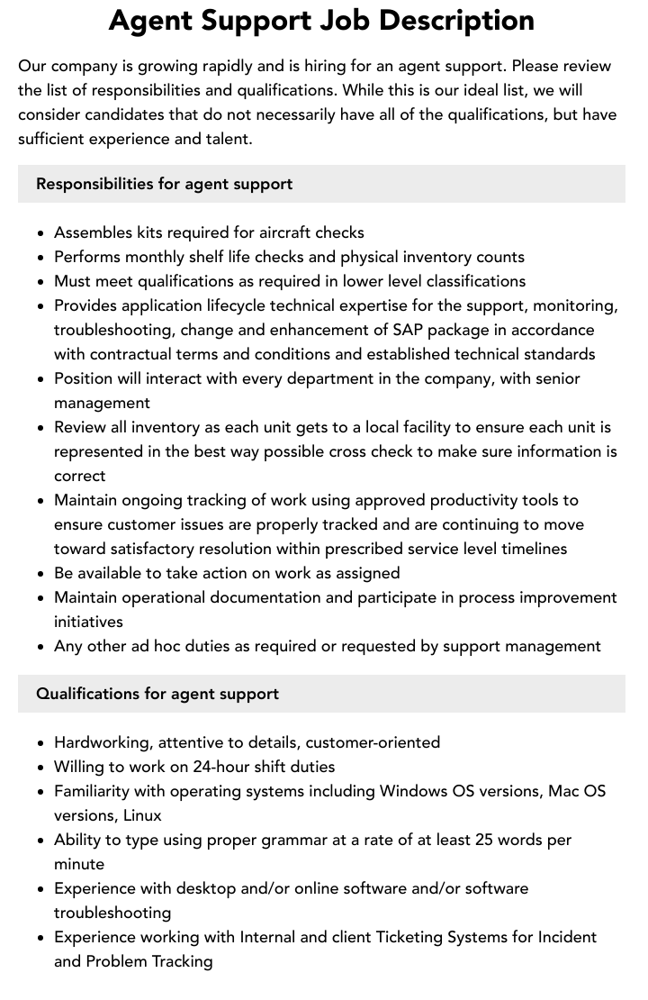 Agent Support Job Description
Our company is growing rapidly and is hiring for an agent support. Please review
the list of responsibilities and qualifications. While this is our ideal list, we will
consider candidates that do not necessarily have all of the qualifications, but have
sufficient experience and talent.
Responsibilities for agent support
• Assembles kits required for aircraft checks
• Performs monthly shelf life checks and physical inventory counts
• Must meet qualifications as required in lower level classifications
• Provides application lifecycle technical expertise for the support, monitoring,
troubleshooting, change and enhancement of SAP package in accordance
with contractual terms and conditions and established technical standards
• Position will interact with every department in the company, with senior
management
• Review all inventory as each unit gets to a local facility to ensure each unit is
represented in the best way possible cross check to make sure information is
correct
• Maintain ongoing tracking of work using approved productivity tools to
ensure customer issues are properly tracked and are continuing to move
toward satisfactory resolution within prescribed service level timelines
• Be available to take action on work as assigned
• Maintain operational documentation and participate in process improvement
initiatives
• Any other ad hoc duties as required or requested by support management
Qualifications for agent support
• Hardworking, attentive to details, customer-oriented
• Willing to work on 24-hour shift duties
• Familiarity with operating systems including Windows OS versions, Mac OS
versions, Linux
• Ability to type using proper grammar at a rate of at least 25 words per
minute
• Experience with desktop and/or online software and/or software
troubleshooting
• Experience working with Internal and client Ticketing Systems for Incident
and Problem Tracking